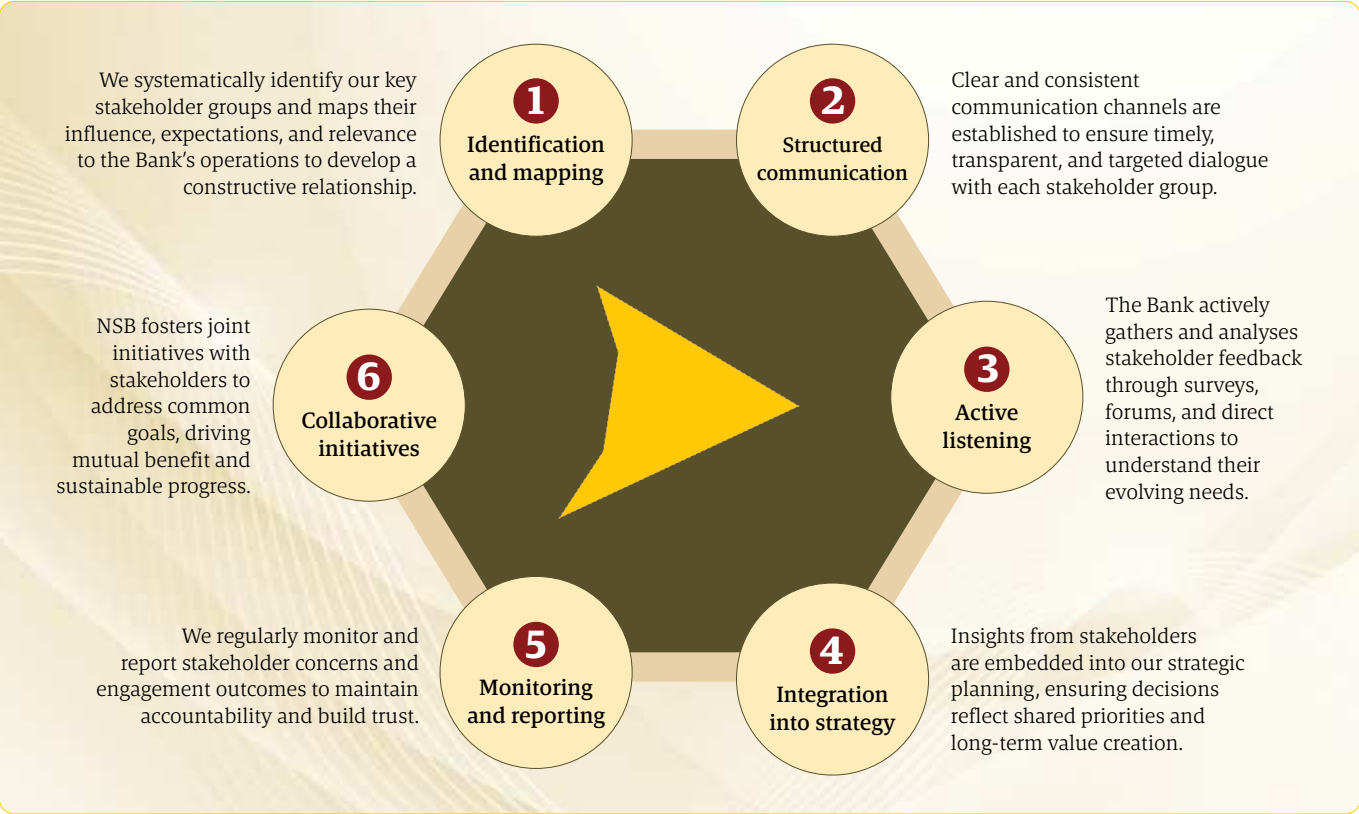 We systematically identify our key
stakeholder groups and maps their
influence, expectations, and relevance
to the Bank’s operations to develop a
constructive relationship.
1
Identification
and mapping
2
Structured
communication
Clear and consistent
communication channels are
established to ensure timely,
transparent, and targeted dialogue
with each stakeholder group.
3
Active
listening
The Bank actively
gathers and analyses
stakeholder feedback
through surveys,
forums, and direct
interactions to
understand their
evolving needs.
4
Integration
into strategy
Insights from stakeholders
are embedded into our strategic
planning, ensuring decisions
reflect shared priorities and
long-term value creation.
5
Monitoring
and reporting
We regularly monitor and
report stakeholder concerns and
engagement outcomes to maintain
accountability and build trust.
6
Collaborative
initiatives
NSB fosters joint
initiatives with
stakeholders to
address common
goals, driving
mutual benefit and
sustainable progress.